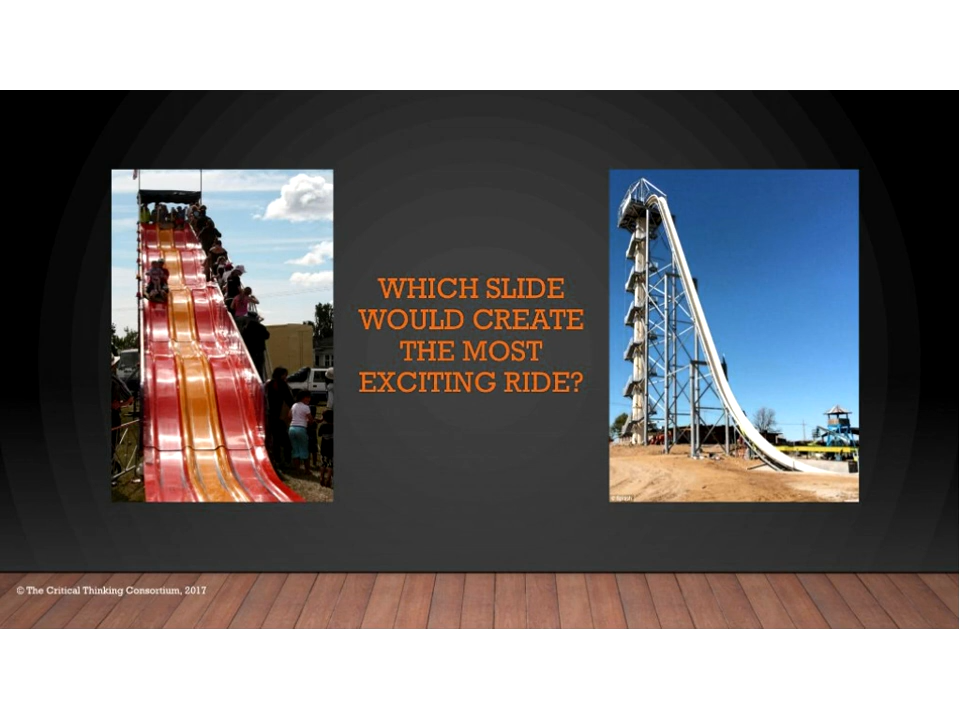 WHICH SLIDE
WOULD CREATE
THE MOST
EXCITING RIDE?
© The Critical Thinking Consortium, 2017